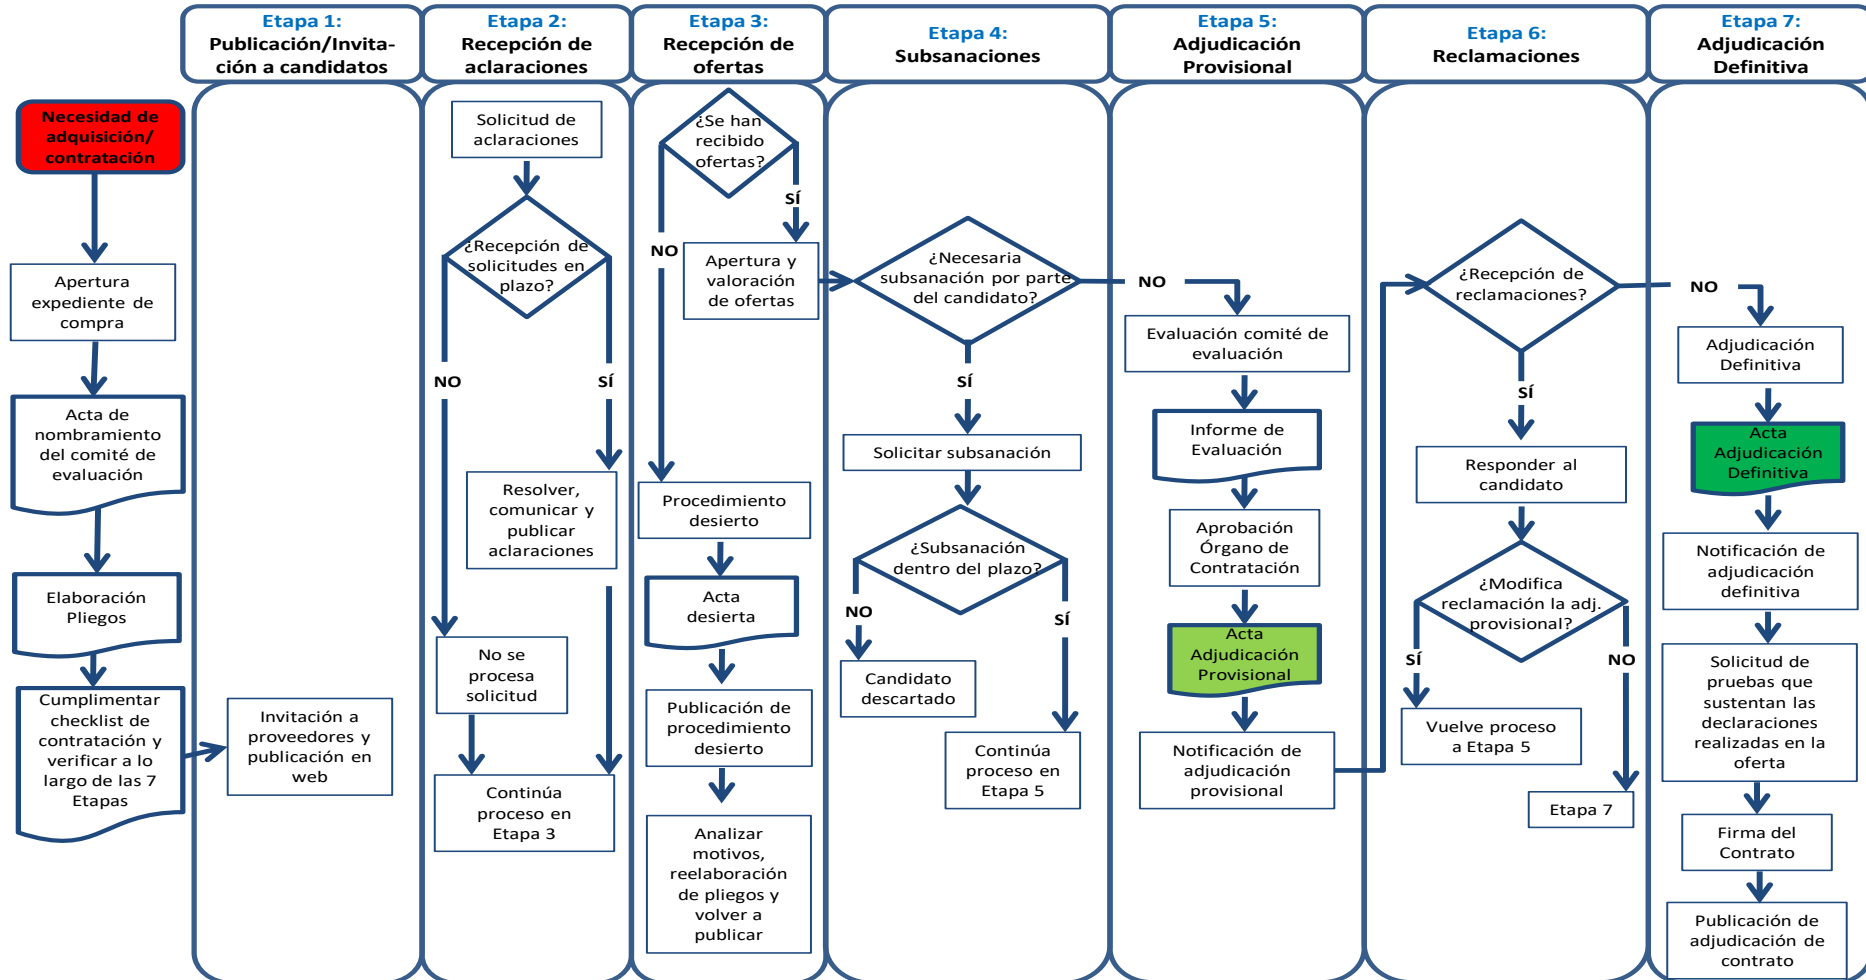 Etapa 1:
Publicación/Invita-
ción a candidatos
Etapa 2:
Recepción de
aclaraciones
Etapa 3:
Recepción de
ofertas
Etapa 4:
Subsanaciones
Etapa 5:
Adjudicación
Provisional
Etapa 6:
Reclamaciones
Etapa 7:
Adjudicación
Definitiva
Necesidad de
adquisición/
contratación
Apertura
expediente de
compra
Acta de
nombramiento
del comité de
evaluación
Elaboración
Pliegos
Cumplimentar
checklist de
contratación y
verificar a lo
largo de las 7
Etapas
Invitación a
proveedores y
publicación en
web
Solicitud de
aclaraciones
¿Recepción de
solicitudes en
plazo?
NO
SÍ
Resolver,
comunicar y
publicar
aclaraciones
No se
procesa
solicitud
Continúa
proceso en
Etapa 3
¿Se han
recibido
ofertas?
SÍ
NO
Apertura y
valoración
de ofertas
Procedimiento
desierto
Acta
desierta
Publicación de
procedimiento
desierto
Analizar
motivos,
reelaboración
de pliegos y
volver a
publicar
¿Necesaria
subsanación por parte
del candidato?
NO
SÍ
Solicitar subsanación
¿Subsanación
dentro del plazo?
NO
SÍ
Candidato
descartado
Continúa
proceso en
Etapa 5
Evaluación comité de
evaluación
Informe de
Evaluación
Aprobación
Órgano de
Contratación
Acta
Adjudicación
Provisional
Notificación de
adjudicación
provisional
¿Recepción de
reclamaciones?
NO
SÍ
Responder al
candidato
¿Modifica
reclamación la adj.
provisional?
SÍ
NO
Vuelve proceso
a Etapa 5
Etapa 7
Adjudicación
Definitiva
Acta
Adjudicación
Definitiva
Notificación de
adjudicación
definitiva
Solicitud de
pruebas que
sustentan las
declaraciones
realizadas en la
oferta
Firma del
Contrato
Publicación de
adjudicación de
contrato